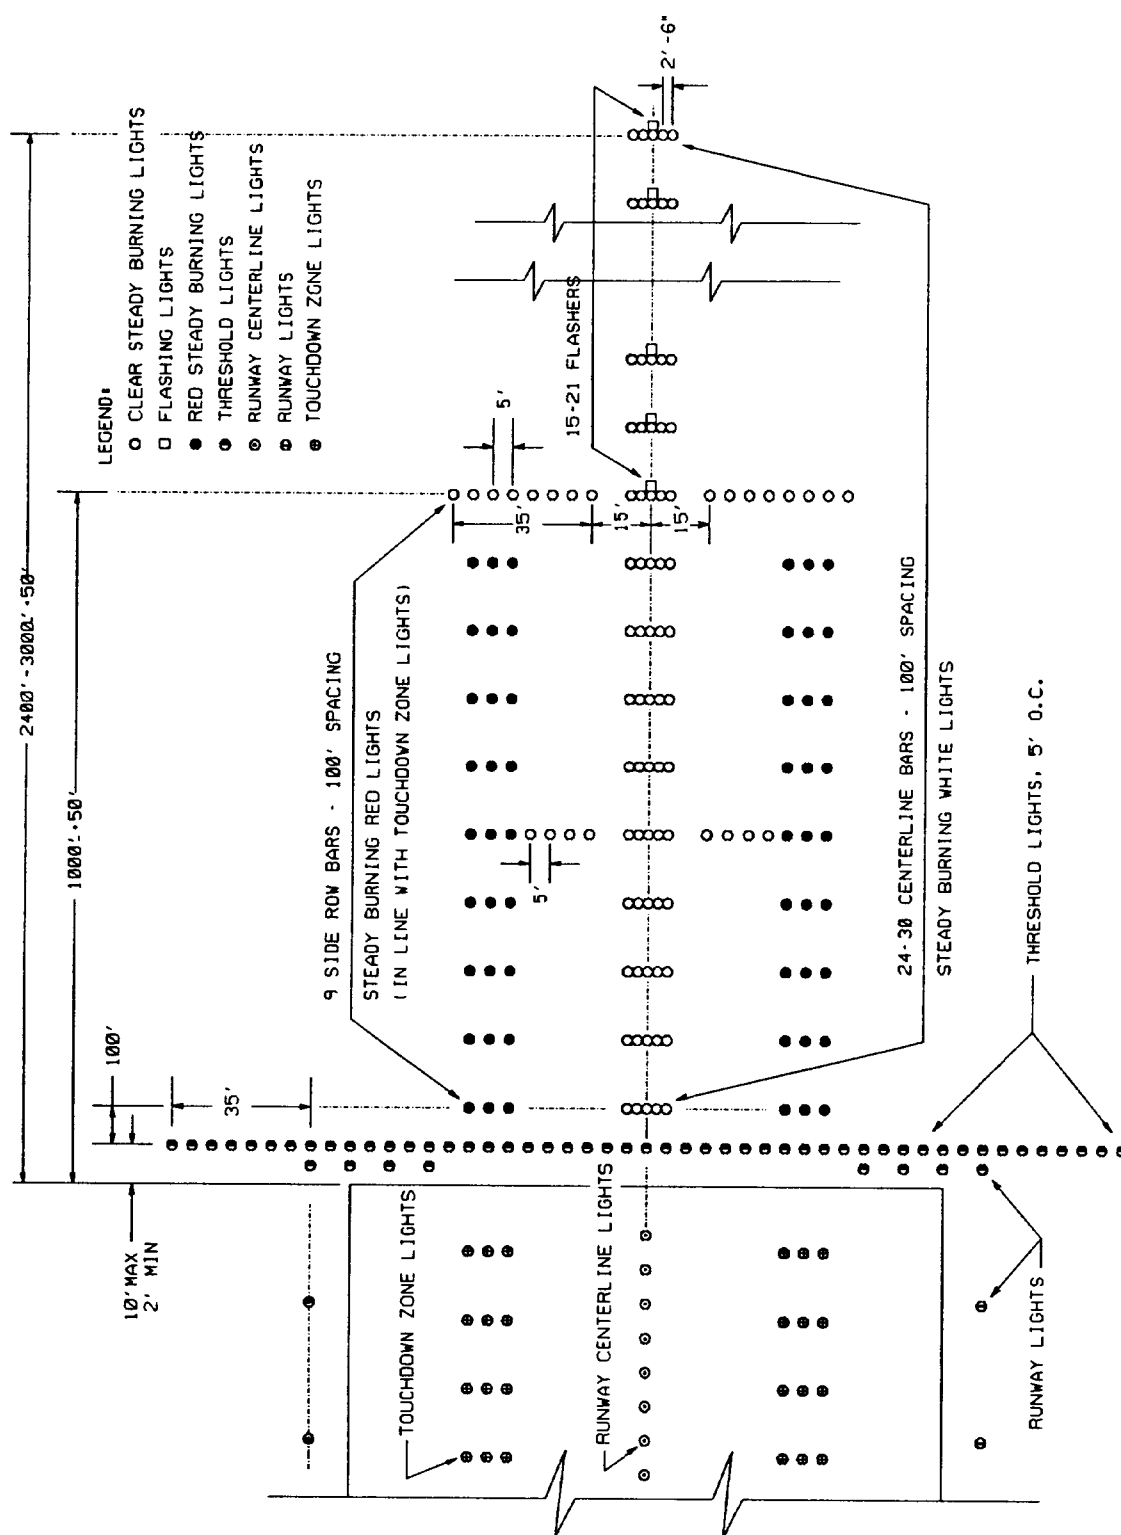 2400'-3000'±50'
1000'±50'
100'
35'
10' MAX
2' MIN
LEGEND:
CLEAR STEADY BURNING LIGHTS
FLASHING LIGHTS
RED STEADY BURNING LIGHTS
THRESHOLD LIGHTS
RUNWAY CENTERLINE LIGHTS
RUNWAY LIGHTS
TOUCHDOWN ZONE LIGHTS
2'-6"
5'
15-21 FLASHERS
35'
15'
15'
9 SIDE ROW BARS - 100' SPACING
STEADY BURNING RED LIGHTS
(IN LINE WITH TOUCHDOWN ZONE LIGHTS)
5'
TOUCHDOWN ZONE LIGHTS
RUNWAY CENTERLINE LIGHTS
24-30 CENTERLINE BARS - 100' SPACING
STEADY BURNING WHITE LIGHTS
THRESHOLD LIGHTS, 5' O.C.
RUNWAY LIGHTS